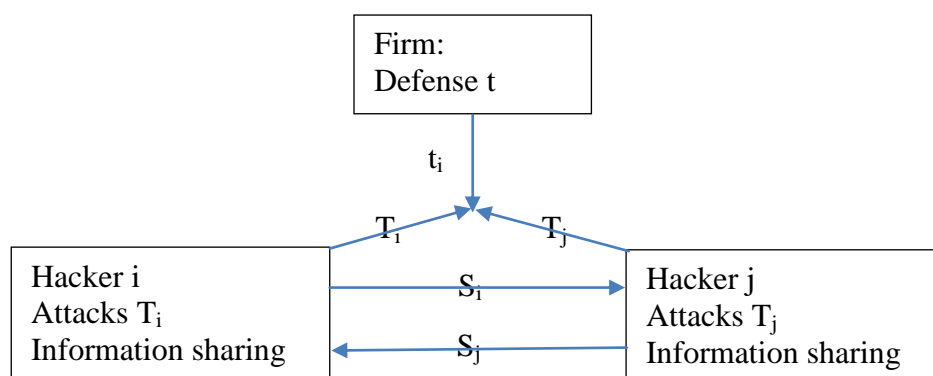 Firm:
Defense t
tᵢ
Tᵢ
Tⱼ
Hacker i
Attacks Tᵢ
Information sharing
Sᵢ
Sⱼ
Hacker j
Attacks Tⱼ
Information sharing